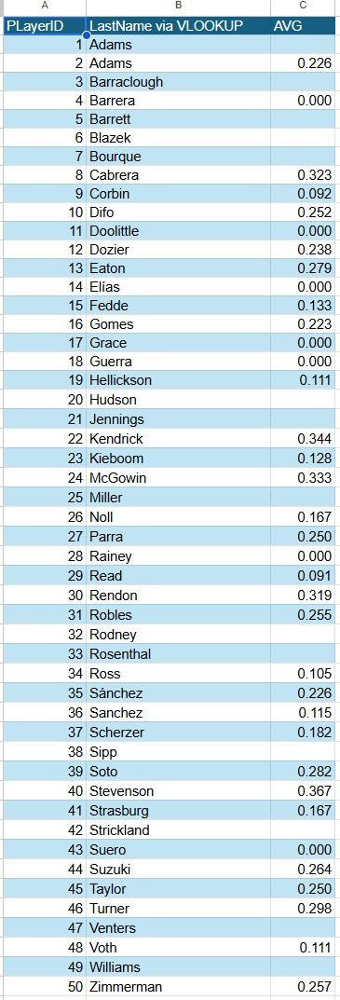 A B C
PLayerID LastName via VLOOKUP AVG
1 Adams
2 Adams 0.226
3 Barraclough
4 Barrera 0.000
5 Barrett
6 Blazek
7 Bourque
8 Cabrera 0.323
9 Corbin 0.092
10 Difo 0.252
11 Doolittle 0.000
12 Dozier 0.238
13 Eaton 0.279
14 Elías 0.000
15 Fedde 0.133
16 Gomes 0.223
17 Grace 0.000
18 Guerra 0.000
19 Hellickson 0.111
20 Hudson
21 Jennings
22 Kendrick 0.344
23 Kieboom 0.128
24 McGowin 0.333
25 Miller
26 Noll 0.167
27 Parra 0.250
28 Rainey 0.000
29 Read 0.091
30 Rendon 0.319
31 Robles 0.255
32 Rodney
33 Rosenthal
34 Ross 0.105
35 Sánchez 0.226
36 Sanchez 0.115
37 Scherzer 0.182
38 Sipp
39 Soto 0.282
40 Stevenson 0.367
41 Strasburg 0.167
42 Strickland
43 Suero 0.000
44 Suzuki 0.264
45 Taylor 0.250
46 Turner 0.298
47 Venters
48 Voth 0.111
49 Williams
50 Zimmerman 0.257